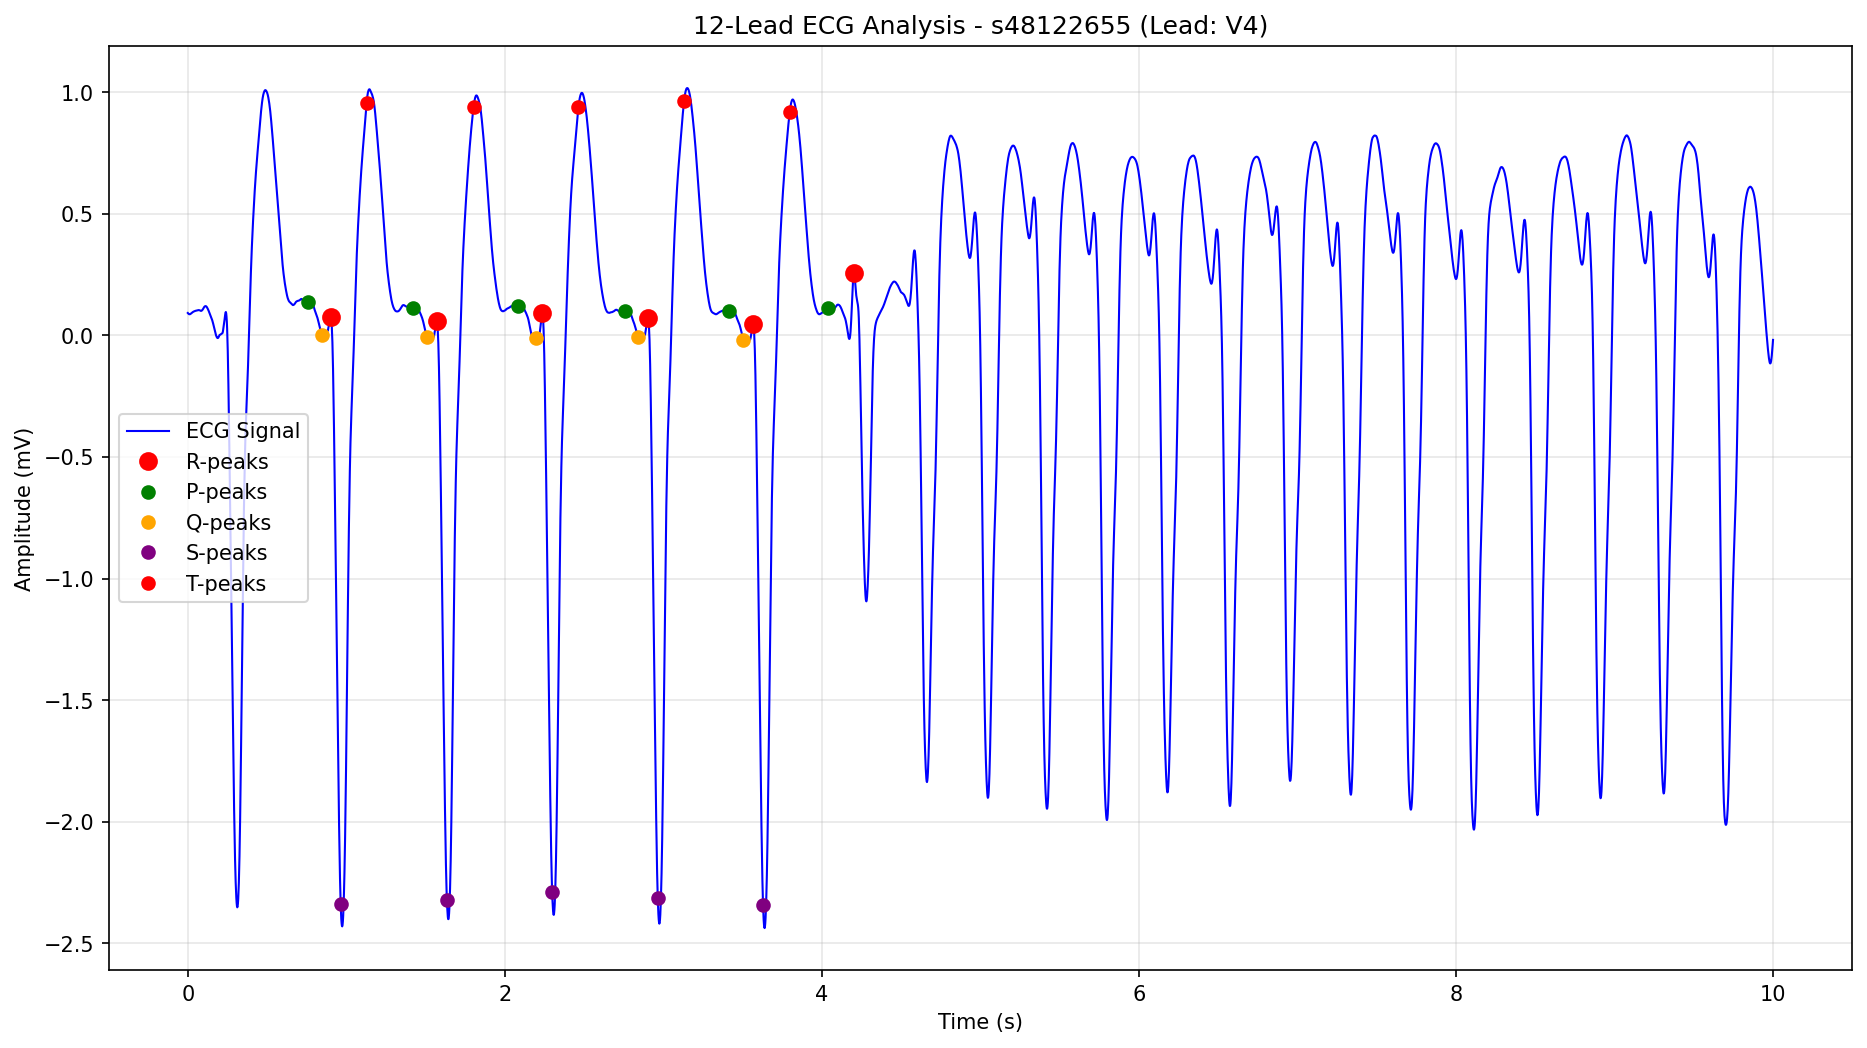 12-Lead ECG Analysis - s48122655 (Lead: V4)
Amplitude (mV)
1.0
0.5
0.0
−0.5
−1.0
−1.5
−2.0
−2.5
ECG Signal
R-peaks
P-peaks
Q-peaks
S-peaks
T-peaks
0 2 4 6 8 10
Time (s)